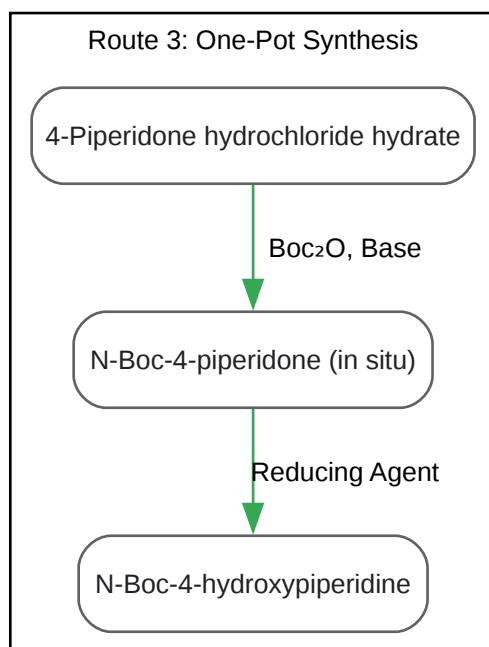 Route 3: One-Pot Synthesis
4-Piperidone hydrochloride hydrate
Boc₂O, Base
N-Boc-4-piperidone (in situ)
Reducing Agent
N-Boc-4-hydroxypiperidine